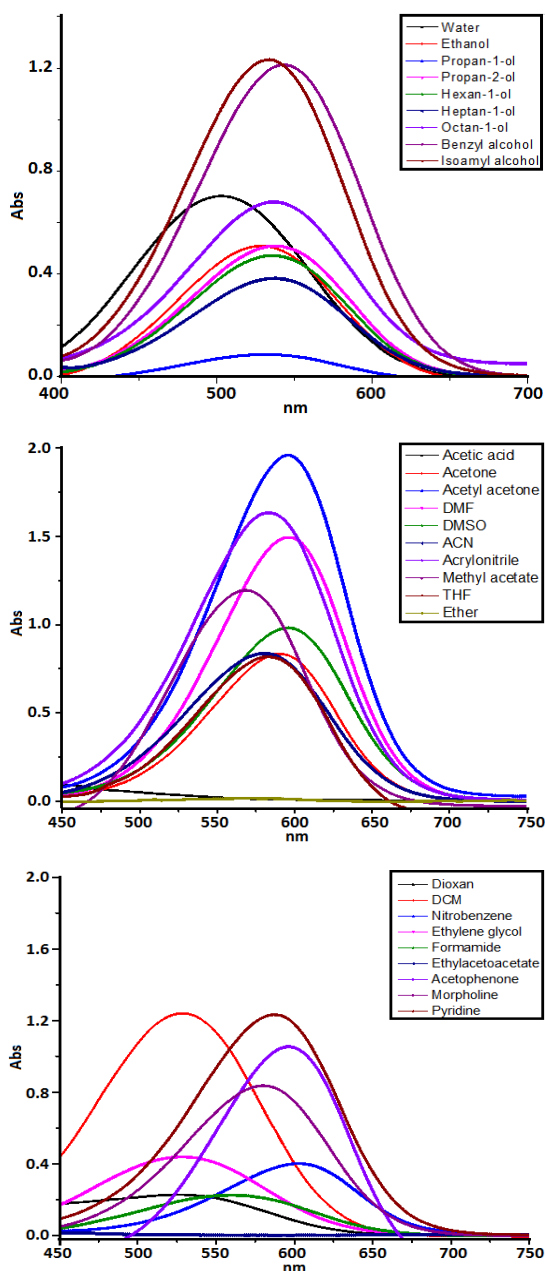 Water
Ethanol
Propan-1-ol
Propan-2-ol
Hexan-1-ol
Heptan-1-ol
Octan-1-ol
Benzyl alcohol
Isoamyl alcohol
1.2
0.8
0.4
0.0
Abs
400 500 600 700
nm
Acetic acid
Acetone
Acetyl acetone
DMF
DMSO
ACN
Acrylonitrile
Methyl acetate
THF
Ether
2.0
1.5
1.0
0.5
0.0
Abs
450 500 550 600 650 700 750
nm
Dioxan
DCM
Nitrobenzene
Ethylene glycol
Formamide
Ethylacetoacetate
Acetophenone
Morpholine
Pyridine
2.0
1.6
1.2
0.8
0.4
0.0
Abs
450 500 550 600 650 700 750
nm